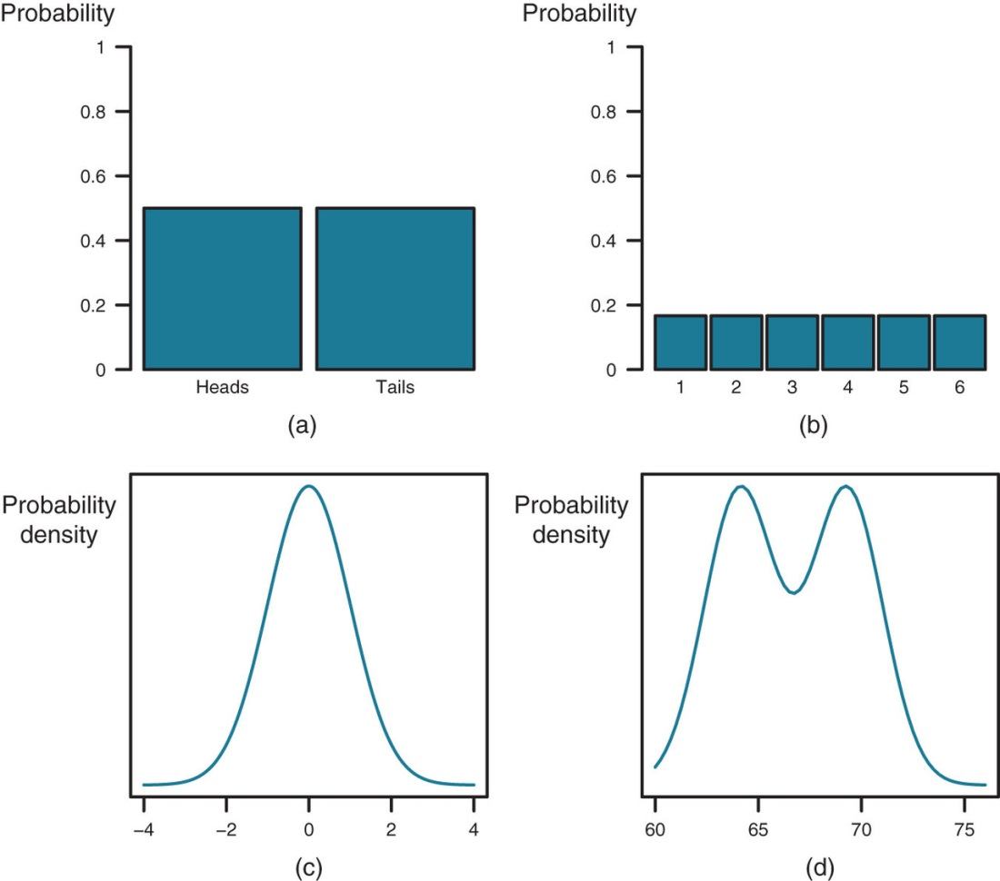 Probability
1
0.8
0.6
0.4
0.2
0
Heads Tails
(a)
Probability
1
0.8
0.6
0.4
0.2
0
1 2 3 4 5 6
(b)
Probability
density
−4 −2 0 2 4
(c)
Probability
density
60 65 70 75
(d)